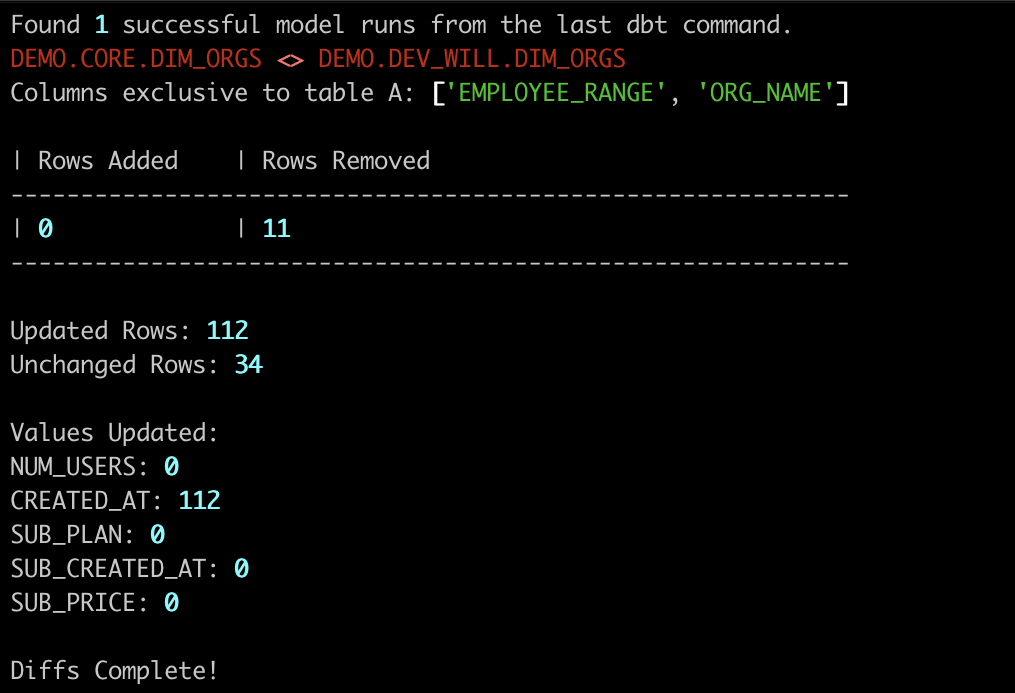 Found 1 successful model runs from the last dbt command.
DEMO.CORE.DIM_ORGS <> DEMO.DEV_WILL.DIM_ORGS
Columns exclusive to table A: ['EMPLOYEE_RANGE', 'ORG_NAME']
| Rows Added    | Rows Removed
------------------------------------------------------------
| 0             | 11
------------------------------------------------------------
Updated Rows: 112
Unchanged Rows: 34
Values Updated:
NUM_USERS: 0
CREATED_AT: 112
SUB_PLAN: 0
SUB_CREATED_AT: 0
SUB_PRICE: 0
Diffs Complete!